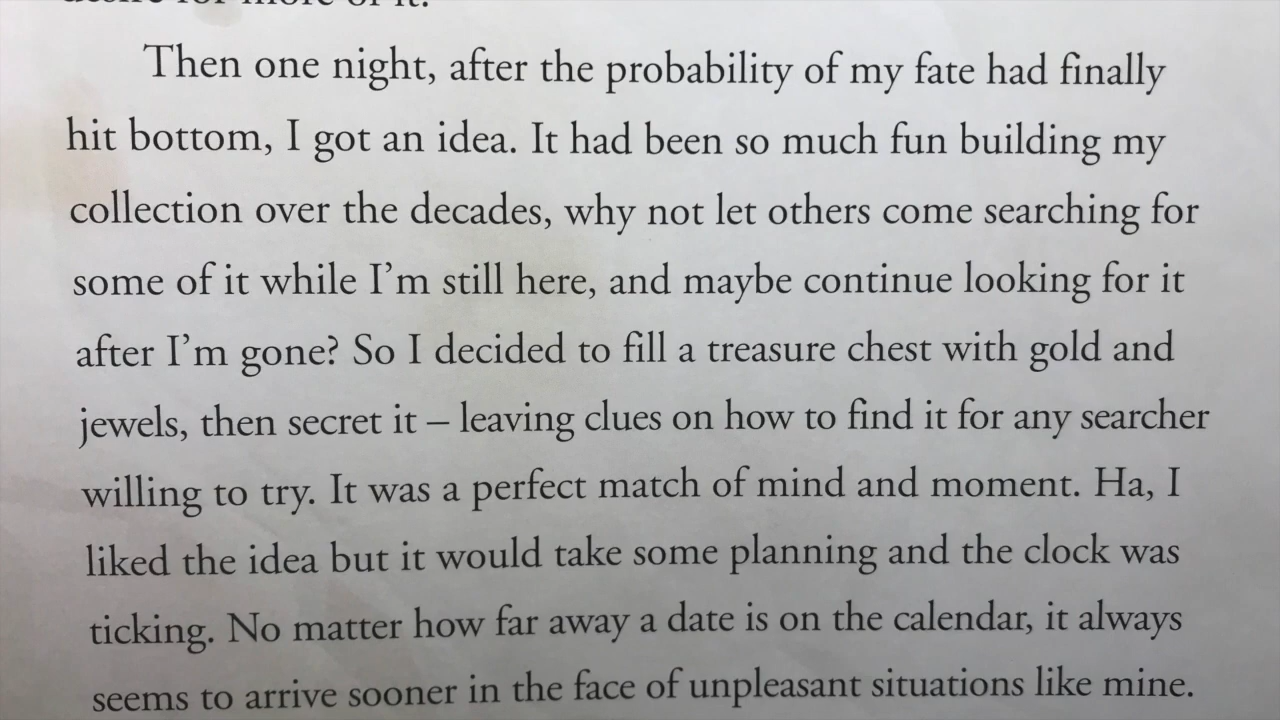 Then one night, after the probability of my fate had finally
hit bottom, I got an idea. It had been so much fun building my
collection over the decades, why not let others come searching for
some of it while I’m still here, and maybe continue looking for it
after I’m gone? So I decided to fill a treasure chest with gold and
jewels, then secret it – leaving clues on how to find it for any searcher
willing to try. It was a perfect match of mind and moment. Ha, I
liked the idea but it would take some planning and the clock was
ticking. No matter how far away a date is on the calendar, it always
seems to arrive sooner in the face of unpleasant situations like mine.